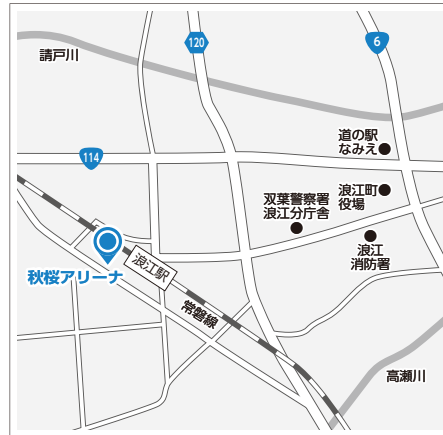 請戸川
120
6
道の駅
なみえ
114
双葉警察署
浪江分庁舎
浪江町
役場
浪江
消防署
秋桜アリーナ
浪江駅
常磐線
高瀬川